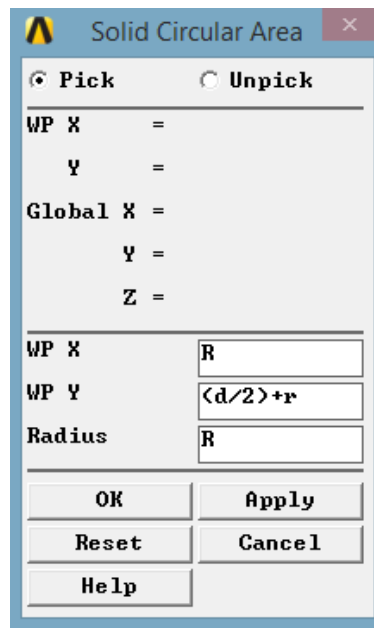 Solid Circular Area
Pick Unpick
WP X =
Y =
Global X =
Y =
Z =
WP X R
WP Y (d/2)+r
Radius R
OK Apply
Reset Cancel
Help